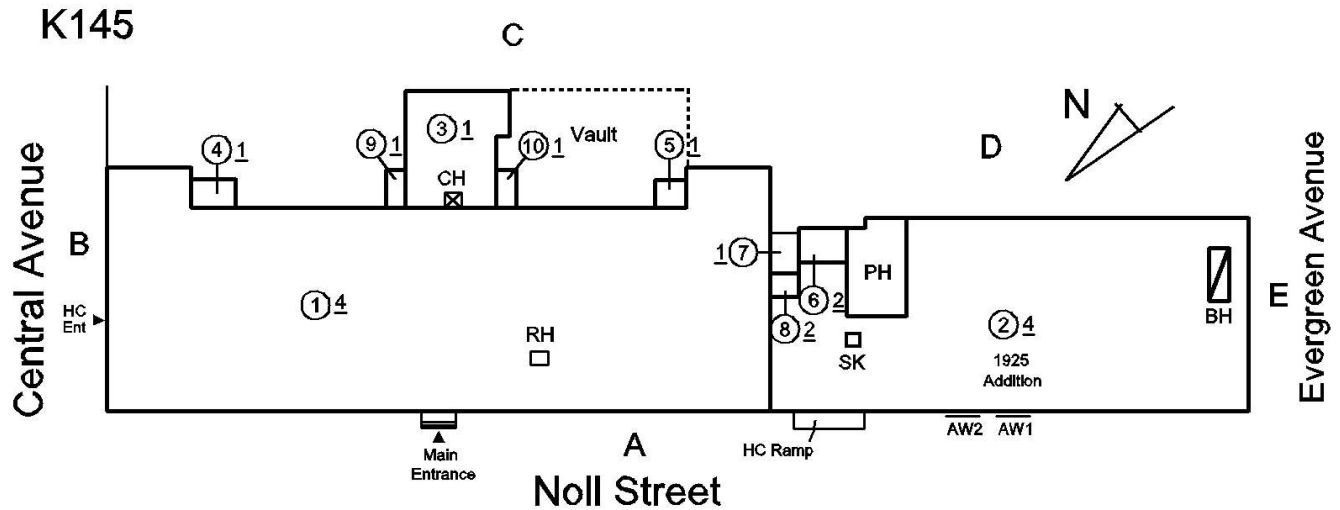 K145
C
N
D
4 1
9 1
3 1
10 1
Vault
5 1
CH
Central Avenue
B
HC
Ent
1 4
RH
1 7
6 2
8 2
PH
SK
2 4
1925
Addition
BH
E
Evergreen Avenue
Main
Entrance
A
HC Ramp
AW2
AW1
Noll Street